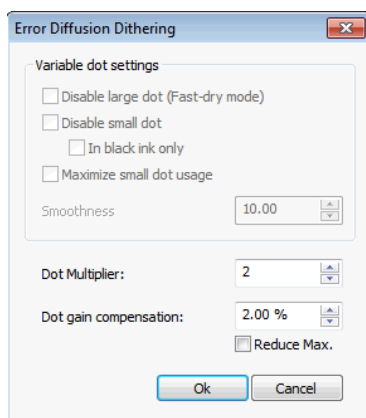 Error Diffusion Dithering
Variable dot settings
Disable large dot (Fast-dry mode)
Disable small dot
In black ink only
Maximize small dot usage
Smoothness 10.00
Dot Multiplier: 2
Dot gain compensation: 2.00 %
Reduce Max.
Ok Cancel